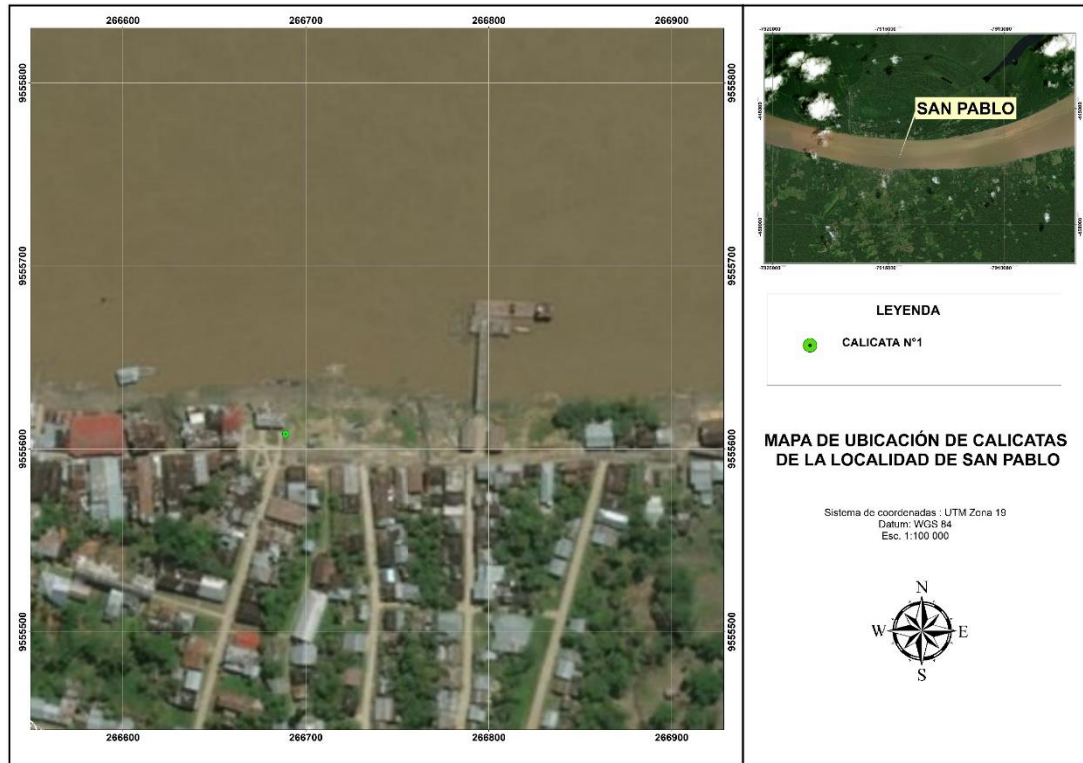 266600 266700 266800 266900
9555800 9555800
9555700 9555700
9555600 9555600
9555500 9555500
266600 266700 266800 266900
SAN PABLO
LEYENDA
CALICATA N°1
MAPA DE UBICACIÓN DE CALICATAS
DE LA LOCALIDAD DE SAN PABLO
Sistema de coordenadas : UTM Zona 19
Datum: WGS 84
Esc. 1:100 000
N
W E
S